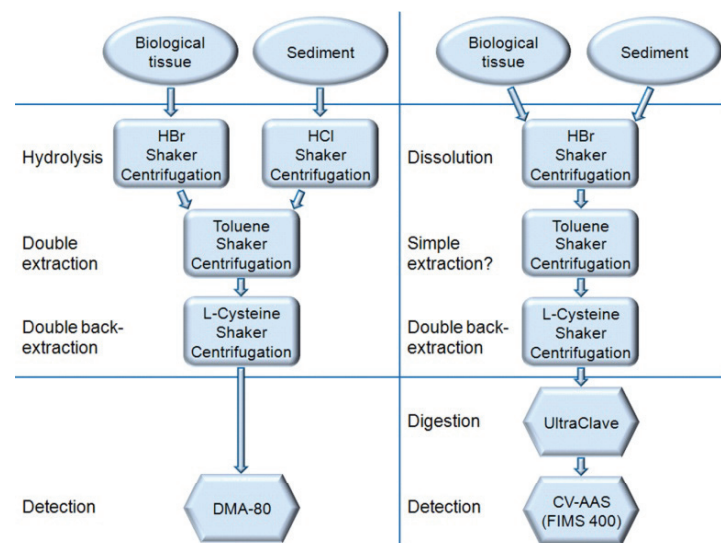 Biological
tissue
Sediment
Hydrolysis
HBr
Shaker
Centrifugation
HCl
Shaker
Centrifugation
Double
extraction
Toluene
Shaker
Centrifugation
Double back-
extraction
L-Cysteine
Shaker
Centrifugation
Detection
DMA-80
Biological
tissue
Sediment
Dissolution
HBr
Shaker
Centrifugation
Simple
extraction?
Toluene
Shaker
Centrifugation
Double back-
extraction
L-Cysteine
Shaker
Centrifugation
Digestion
UltraClave
Detection
CV-AAS
(FIMS 400)